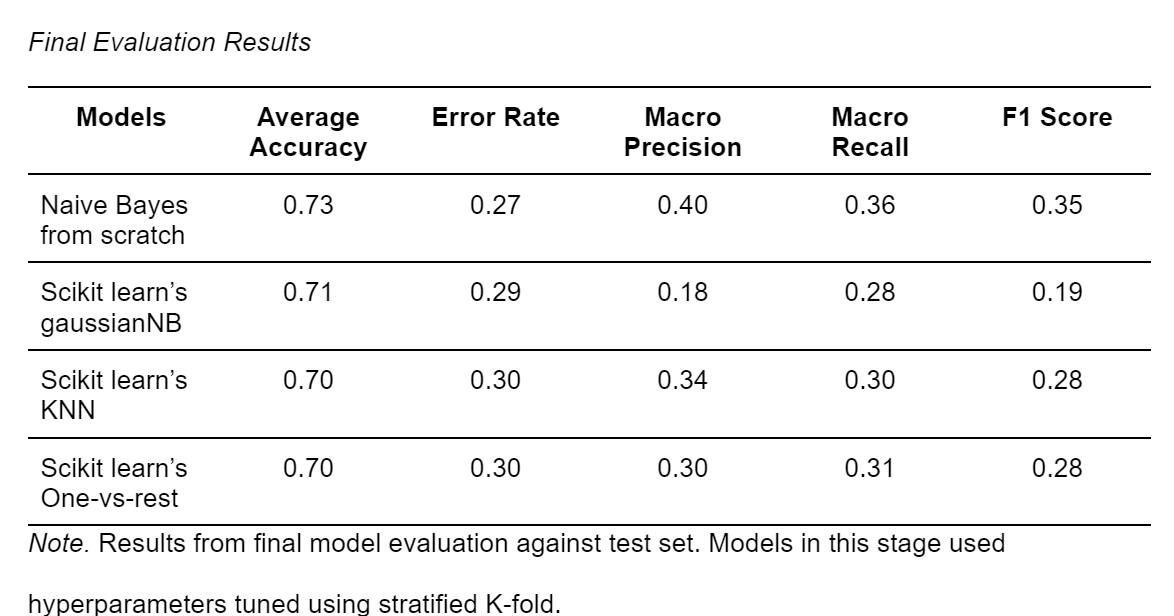 Final Evaluation Results
Models Average Accuracy Error Rate Macro Precision Macro Recall F1 Score
Naive Bayes from scratch 0.73 0.27 0.40 0.36 0.35
Scikit learn’s gaussianNB 0.71 0.29 0.18 0.28 0.19
Scikit learn’s KNN 0.70 0.30 0.34 0.30 0.28
Scikit learn’s One-vs-rest 0.70 0.30 0.30 0.31 0.28
Note. Results from final model evaluation against test set. Models in this stage used
hyperparameters tuned using stratified K-fold.